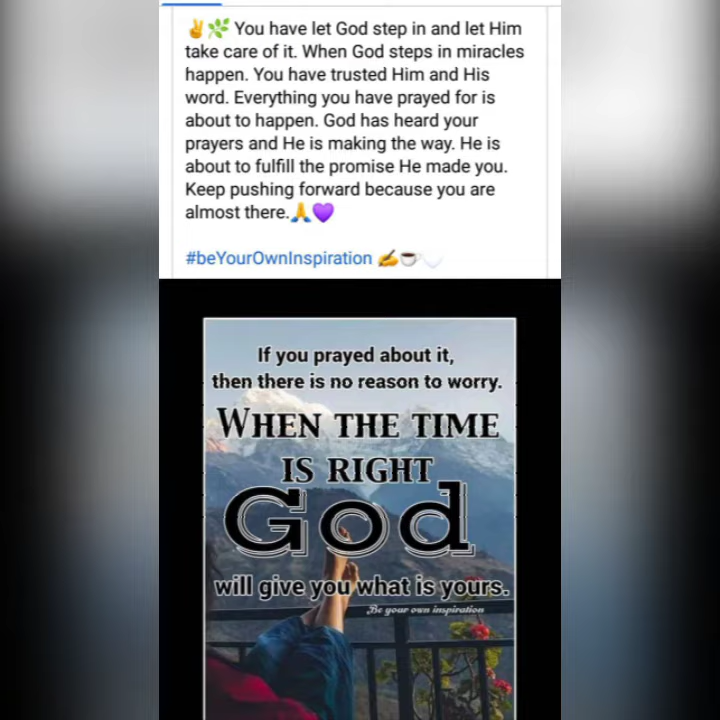 ✌️🌿 You have let God step in and let Him
take care of it. When God steps in miracles
happen. You have trusted Him and His
word. Everything you have prayed for is
about to happen. God has heard your
prayers and He is making the way. He is
about to fulfill the promise He made you.
Keep pushing forward because you are
almost there.🙏💜
#beYourOwnInspiration ✍️☕🤍
If you prayed about it,
then there is no reason to worry.
WHEN THE TIME
IS RIGHT
God
will give you what is yours.
Be your own inspiration